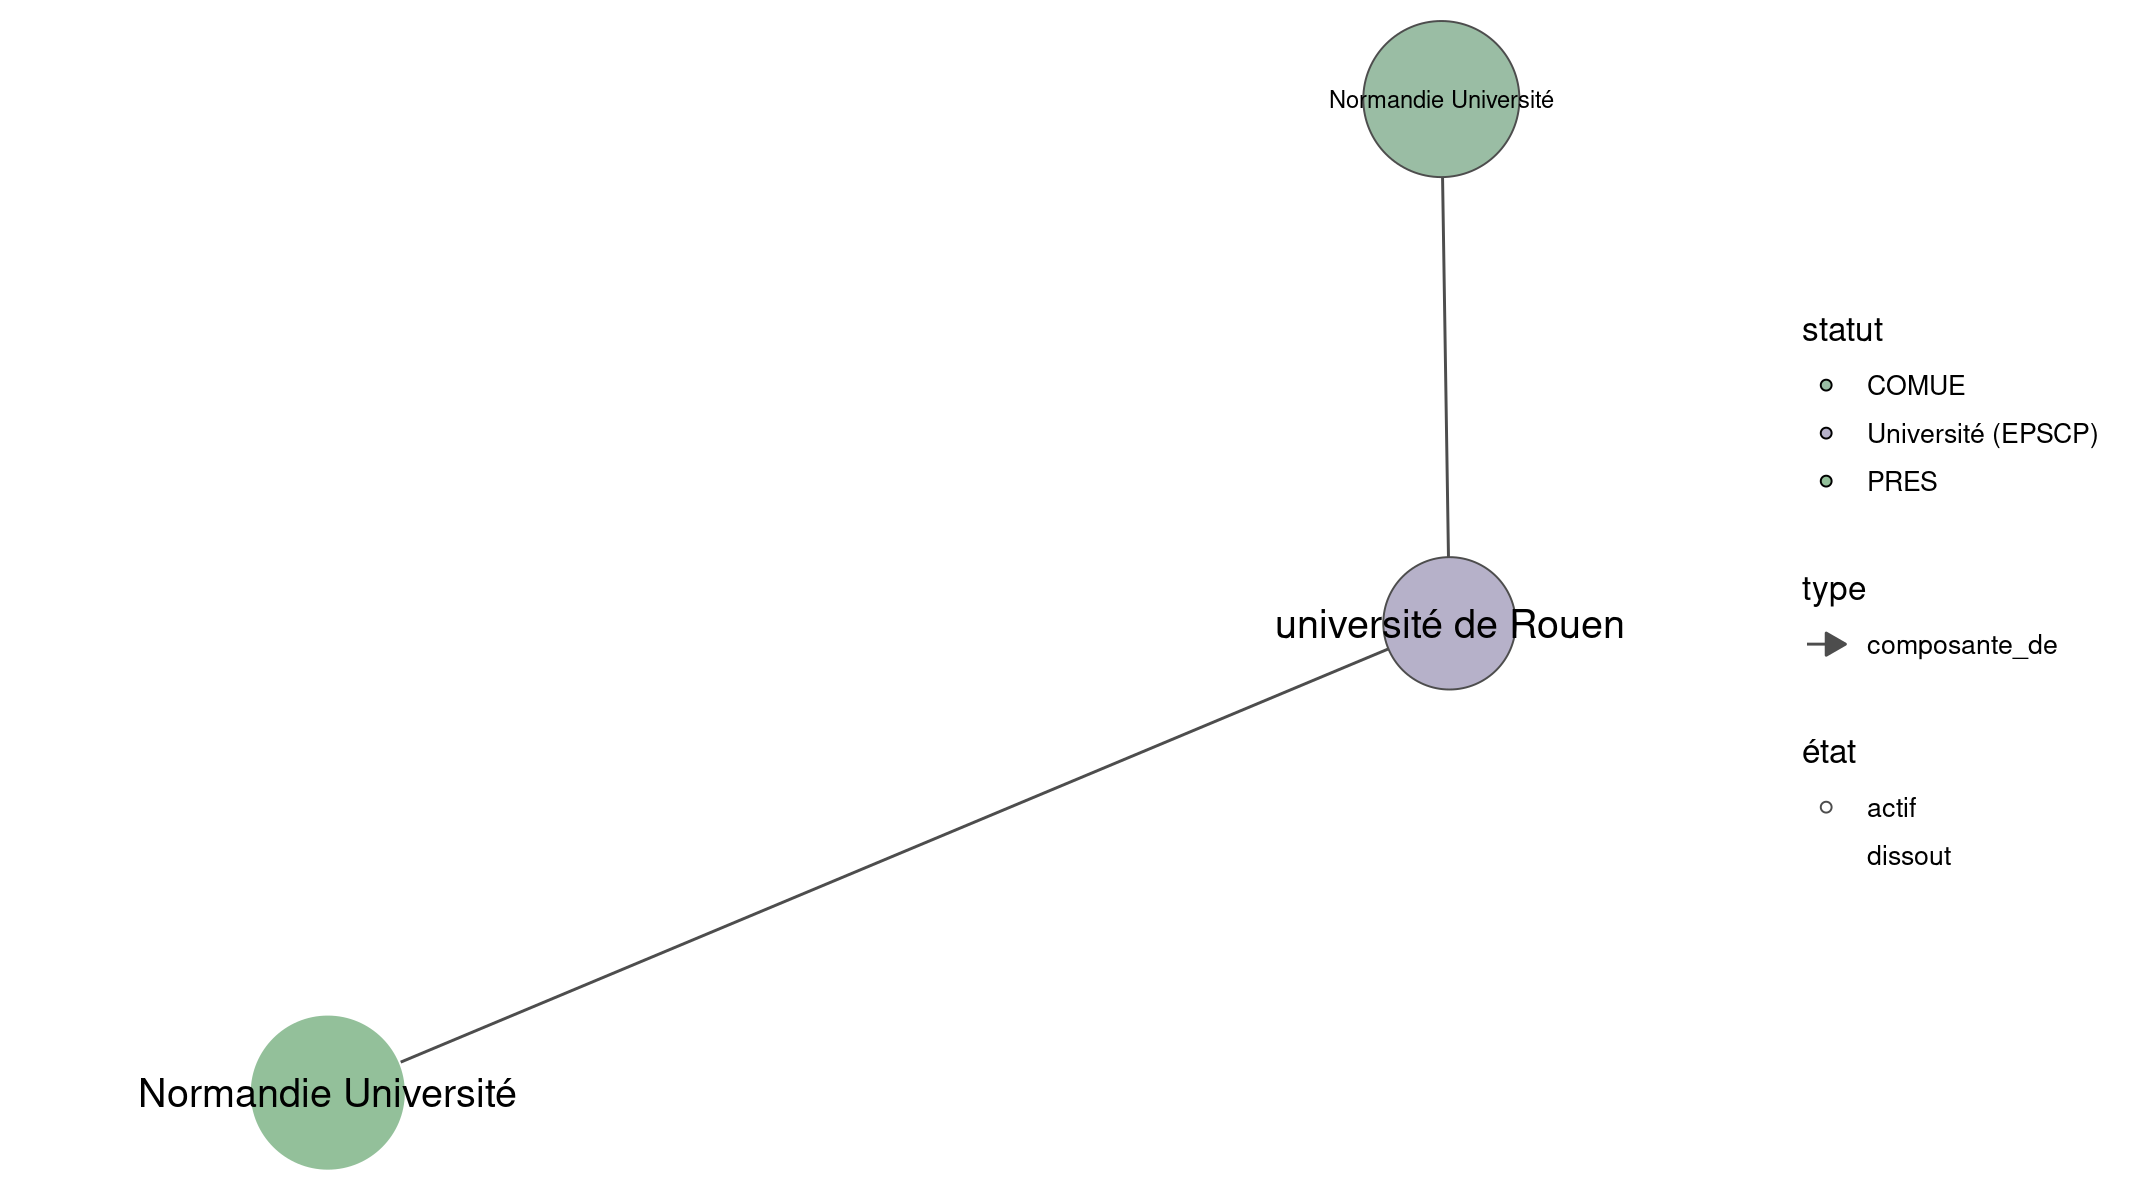 Normandie Université
université de Rouen
Normandie Université
statut
COMUE
Université (EPSCP)
PRES
type
composante_de
état
actif
dissout